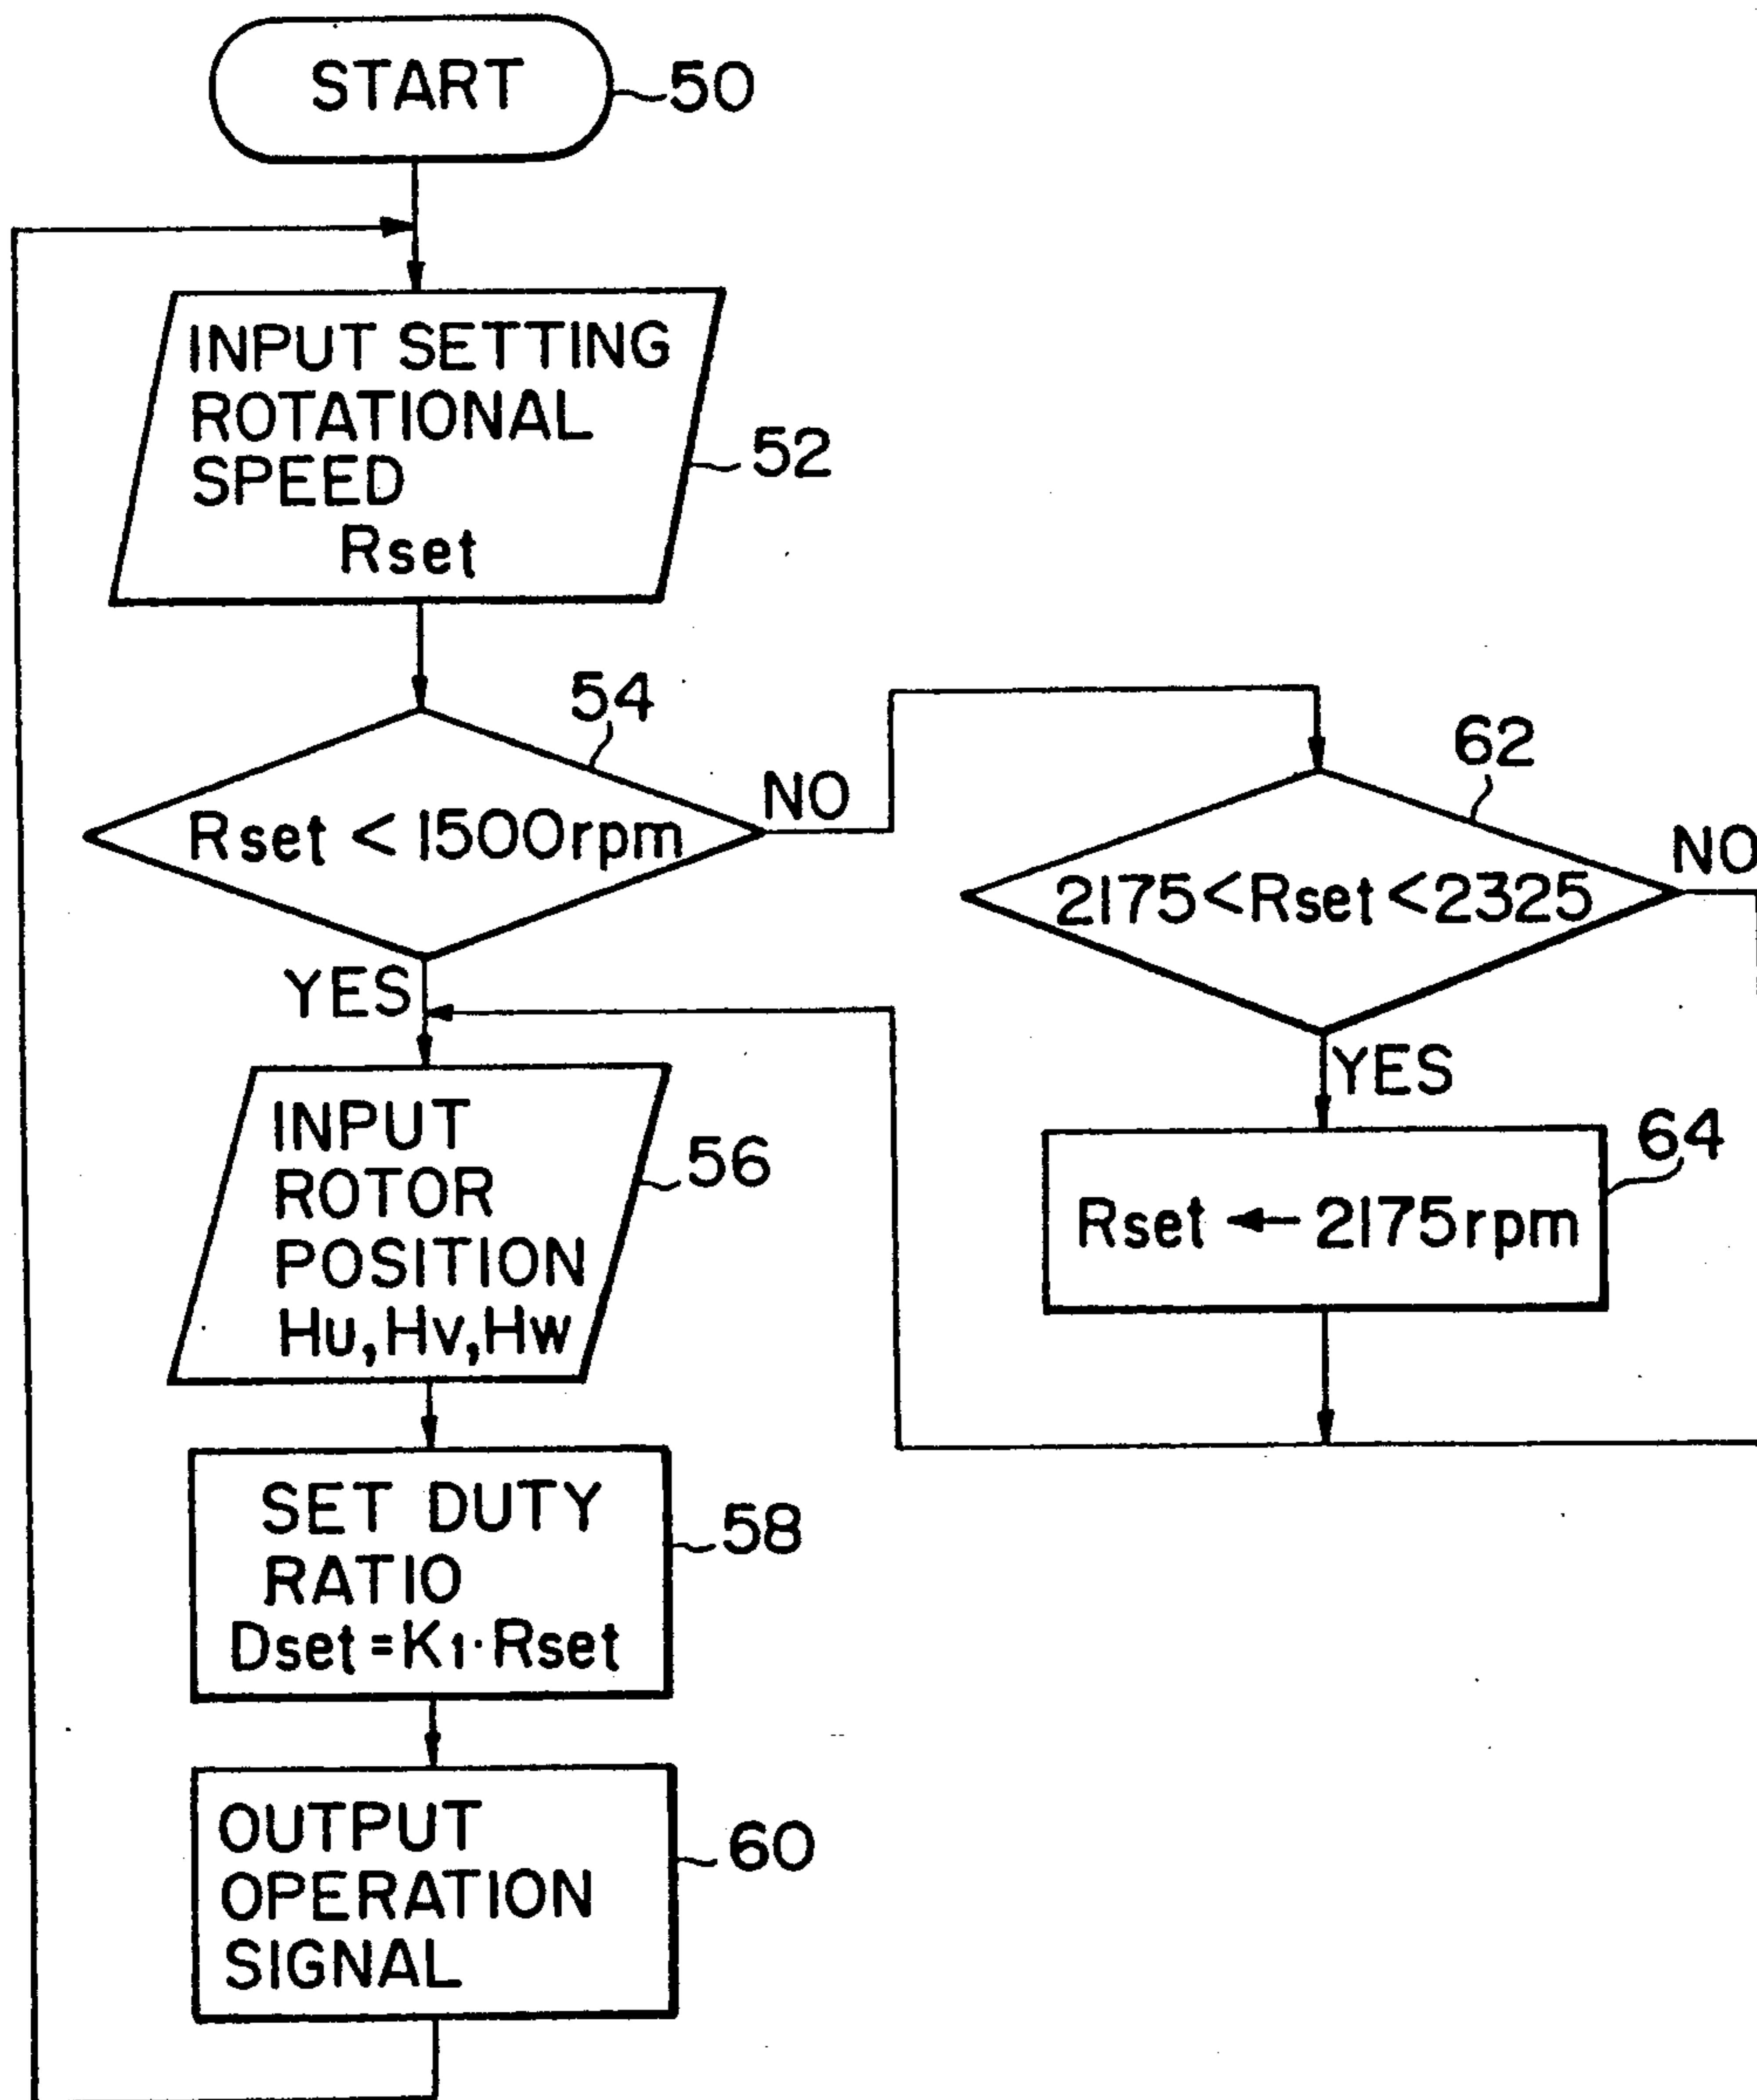 START
50
INPUT SETTING
ROTATIONAL
SPEED
Rset
52
54
Rset < 1500rpm
NO
YES
62
2175<Rset<2325
NO
YES
64
Rset ← 2175rpm
INPUT
ROTOR
POSITION
Hu,Hv,Hw
56
SET DUTY
RATIO
Dset=K1·Rset
58
OUTPUT
OPERATION
SIGNAL
60